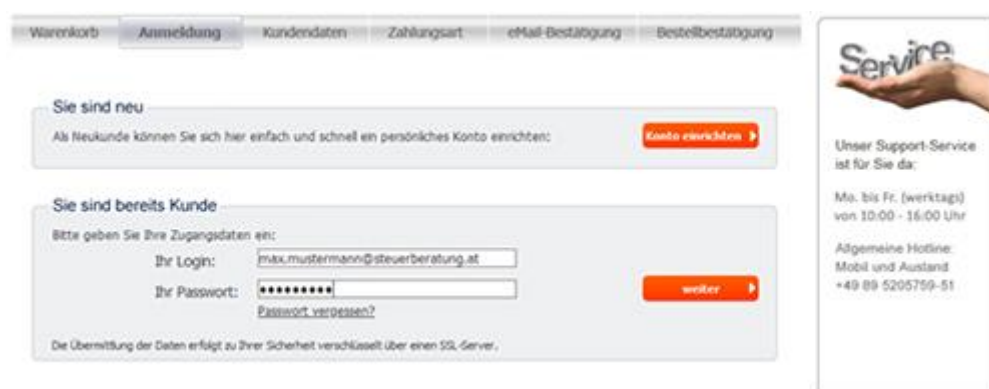 Warenkorb Anmeldung Kundendaten Zahlungsart eMail-Bestätigung Bestellbestätigung
Sie sind neu
Als Neukunde können Sie sich hier einfach und schnell ein persönliches Konto einrichten:
Konto einrichten
Sie sind bereits Kunde
Bitte geben Sie Ihre Zugangsdaten ein:
Ihr Login: max.mustermann@steuerberatung.at
Ihr Passwort: •••••••••
weiter
Passwort vergessen?
Die Übermittlung der Daten erfolgt zu Ihrer Sicherheit verschlüsselt über einen SSL-Server.
Service
Unser Support-Service
ist für Sie da:
Mo. bis Fr. (werktags)
von 10:00 - 16:00 Uhr
Allgemeine Hotline:
Mobil und Ausland
+49 89 5205759-51